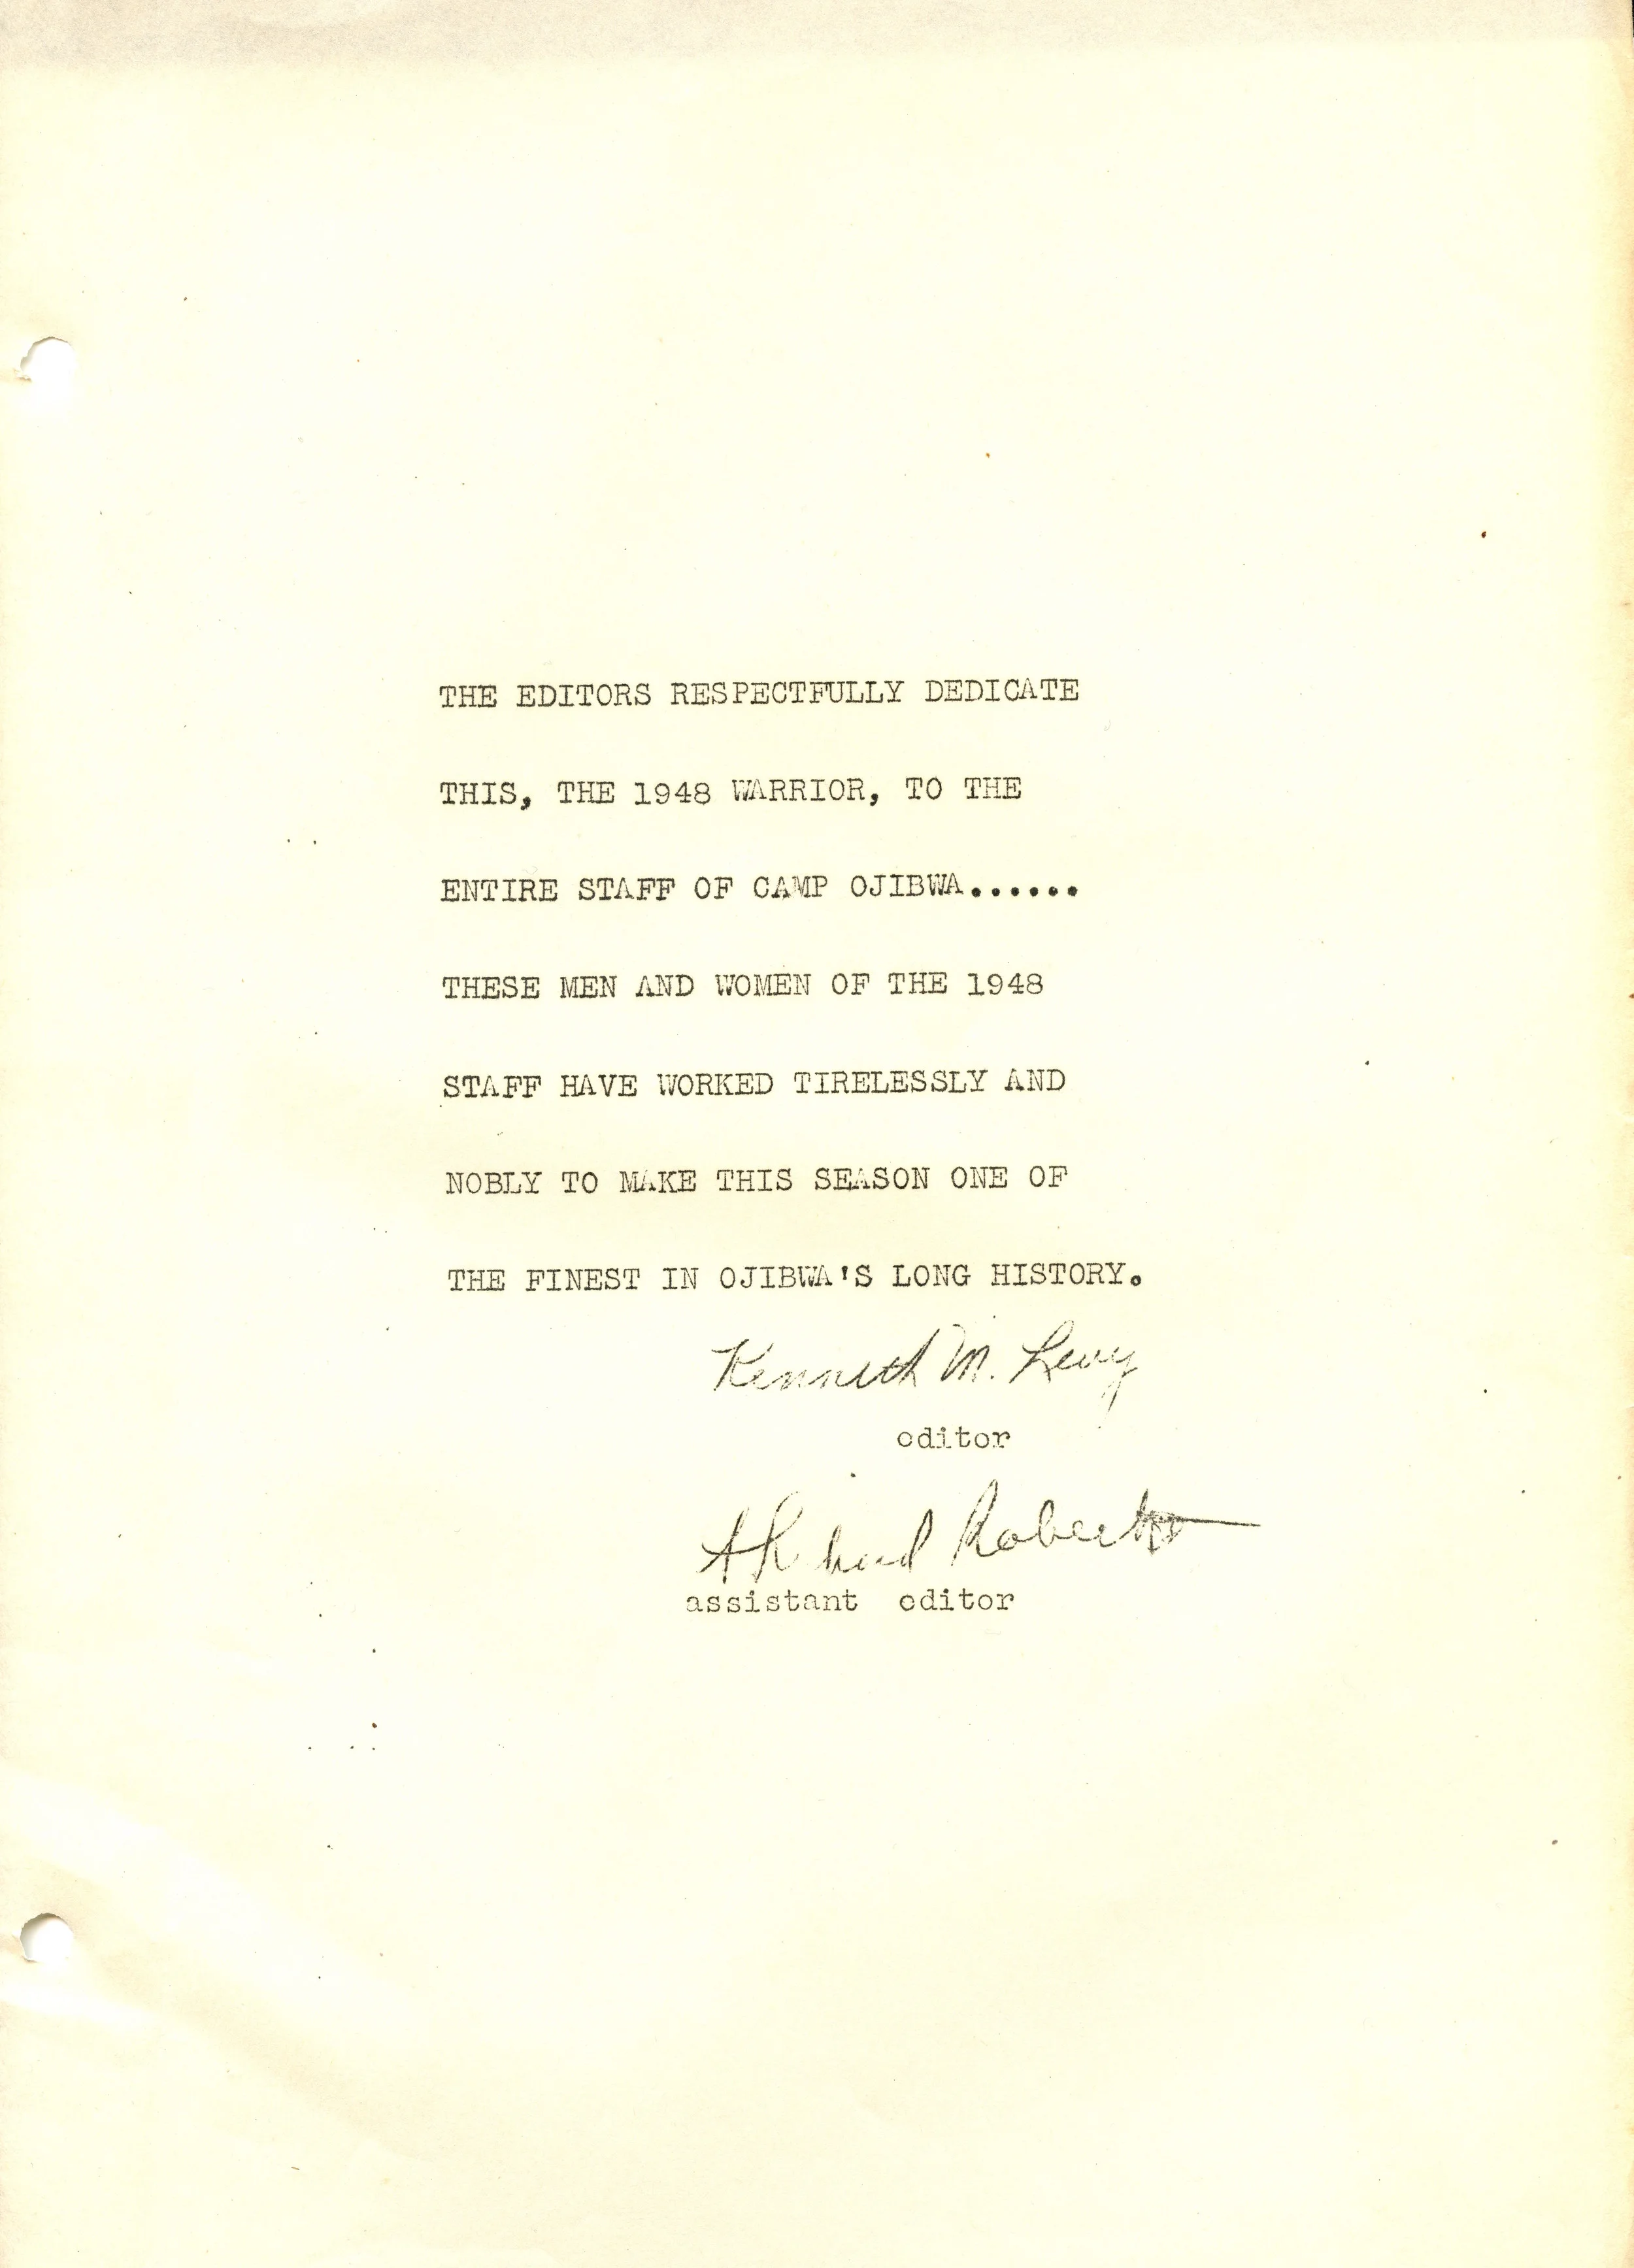 THE EDITORS RESPECTFULLY DEDICATE
THIS, THE 1948 WARRIOR, TO THE
ENTIRE STAFF OF CAMP OJIBWA......
THESE MEN AND WOMEN OF THE 1948
STAFF HAVE WORKED TIRELESSLY AND
NOBLY TO MAKE THIS SEASON ONE OF
THE FINEST IN OJIBWA'S LONG HISTORY.
Kenneth M. Levy
editor
Roberts
assistant editor